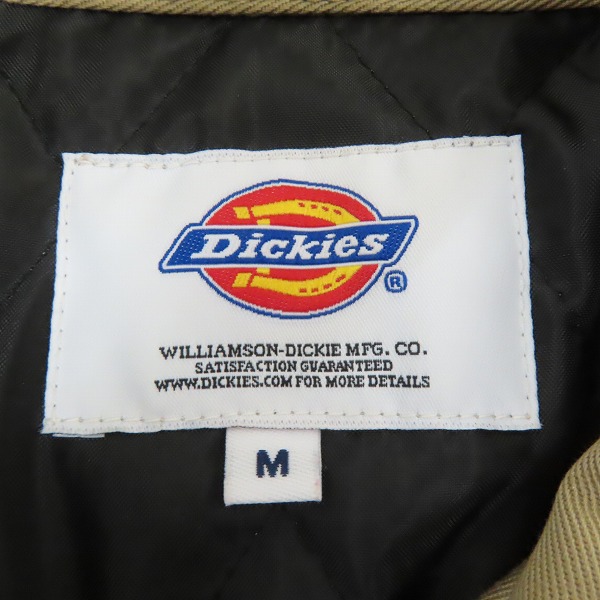 Dickies
®
WILLIAMSON-DICKIE MFG. CO.
SATISFACTION GUARANTEED
WWW.DICKIES.COM FOR MORE DETAILS
M